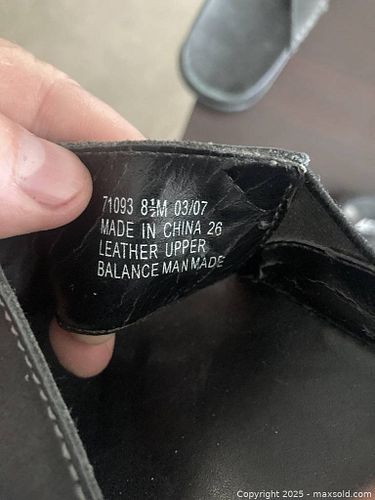 71093 8½M 03/07
MADE IN CHINA 26
LEATHER UPPER
BALANCE MAN MADE
Copyright © 2025 - maxsold.com